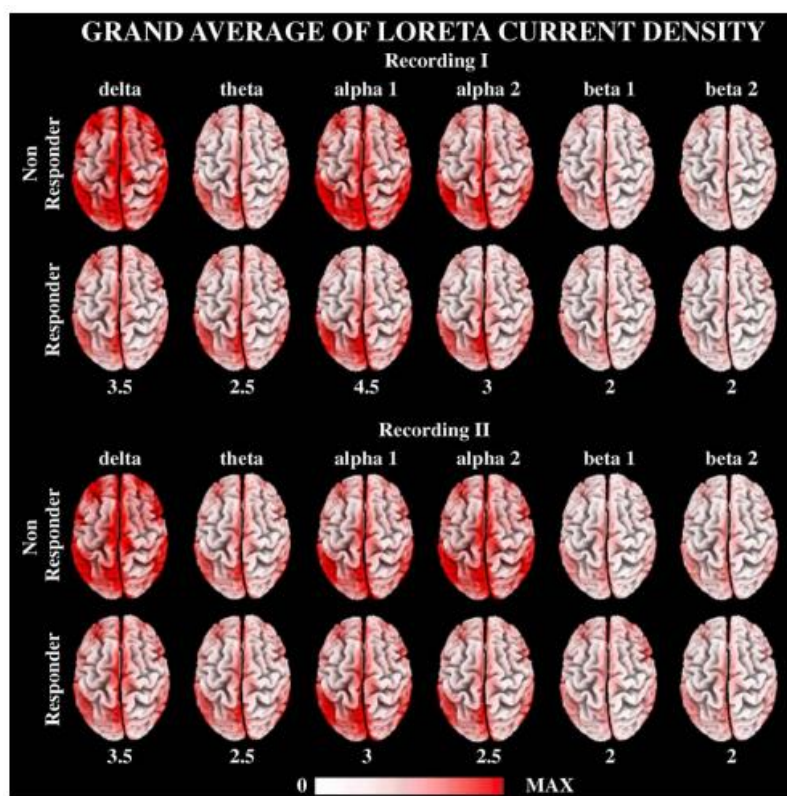 GRAND AVERAGE OF LORETA CURRENT DENSITY
Recording I
delta theta alpha 1 alpha 2 beta 1 beta 2
Non
Responder
Responder
3.5 2.5 4.5 3 2 2
Recording II
delta theta alpha 1 alpha 2 beta 1 beta 2
Non
Responder
Responder
3.5 2.5 3 2.5 2 2
0 MAX